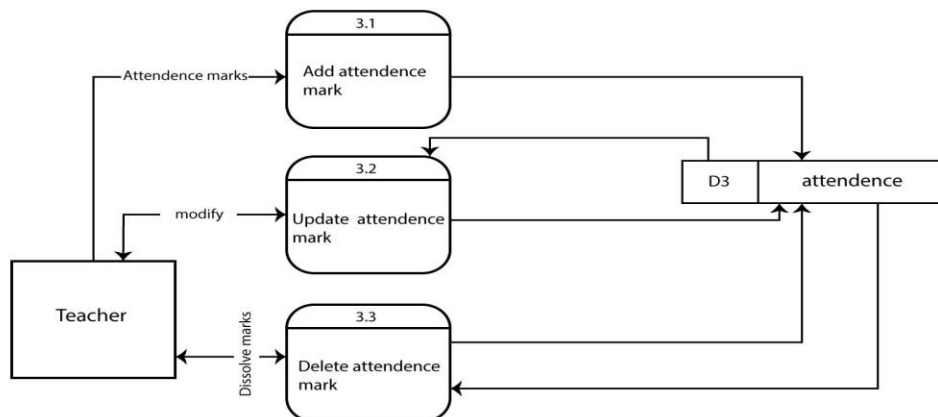 3.1
Attendence marks
Add attendence
mark
3.2
D3
attendence
modify
Update attendence
mark
Teacher
3.3
Dissolve marks
Delete attendence
mark